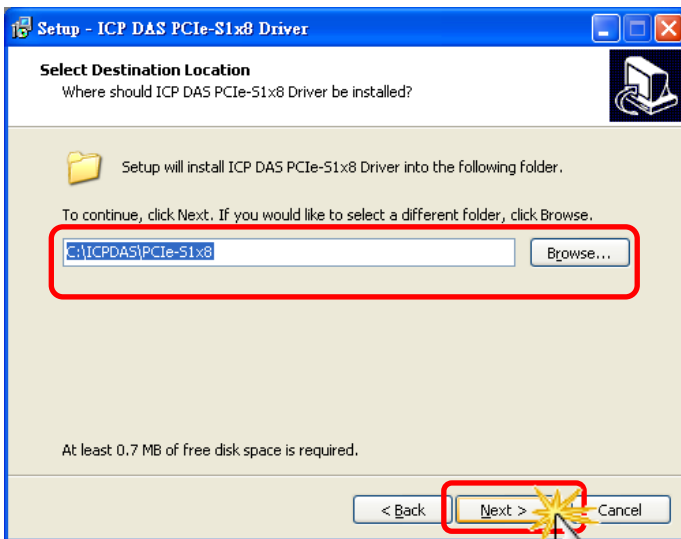 Setup - ICP DAS PCIe-S1x8 Driver
Select Destination Location
Where should ICP DAS PCIe-S1x8 Driver be installed?
Setup will install ICP DAS PCIe-S1x8 Driver into the following folder.
To continue, click Next. If you would like to select a different folder, click Browse.
C:\ICPDAS\PCIe-S1x8
Browse...
At least 0.7 MB of free disk space is required.
< Back
Next >
Cancel